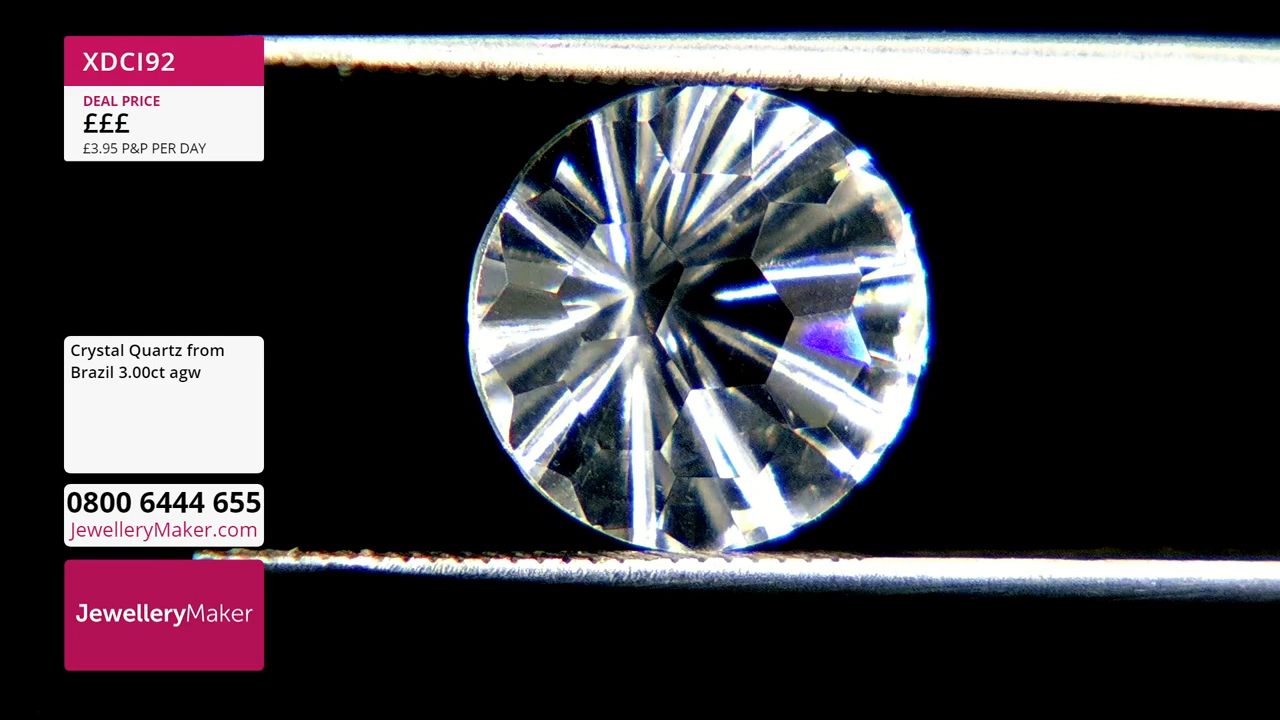 XDCI92
DEAL PRICE
£££
£3.95 P&P PER DAY
Crystal Quartz from
Brazil 3.00ct agw
0800 6444 655
JewelleryMaker.com
JewelleryMaker